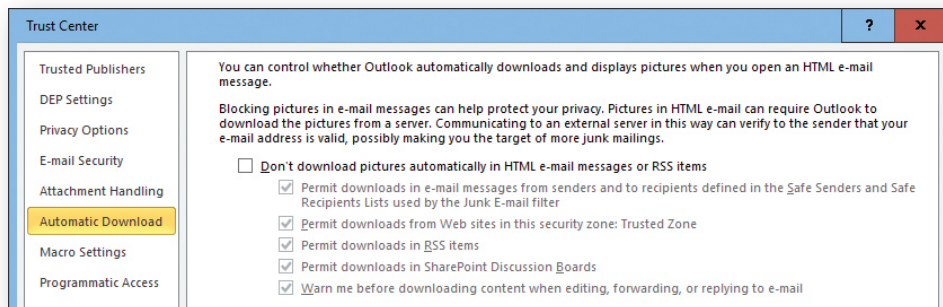 Trust Center
?
x
Trusted Publishers
DEP Settings
Privacy Options
E-mail Security
Attachment Handling
Automatic Download
Macro Settings
Programmatic Access
You can control whether Outlook automatically downloads and displays pictures when you open an HTML e-mail
message.
Blocking pictures in e-mail messages can help protect your privacy. Pictures in HTML e-mail can require Outlook to
download the pictures from a server. Communicating to an external server in this way can verify to the sender that your
e-mail address is valid, possibly making you the target of more junk mailings.
Don't download pictures automatically in HTML e-mail messages or RSS items
Permit downloads in e-mail messages from senders and to recipients defined in the Safe Senders and Safe
Recipients Lists used by the Junk E-mail filter
Permit downloads from Web sites in this security zone: Trusted Zone
Permit downloads in RSS items
Permit downloads in SharePoint Discussion Boards
Warn me before downloading content when editing, forwarding, or replying to e-mail